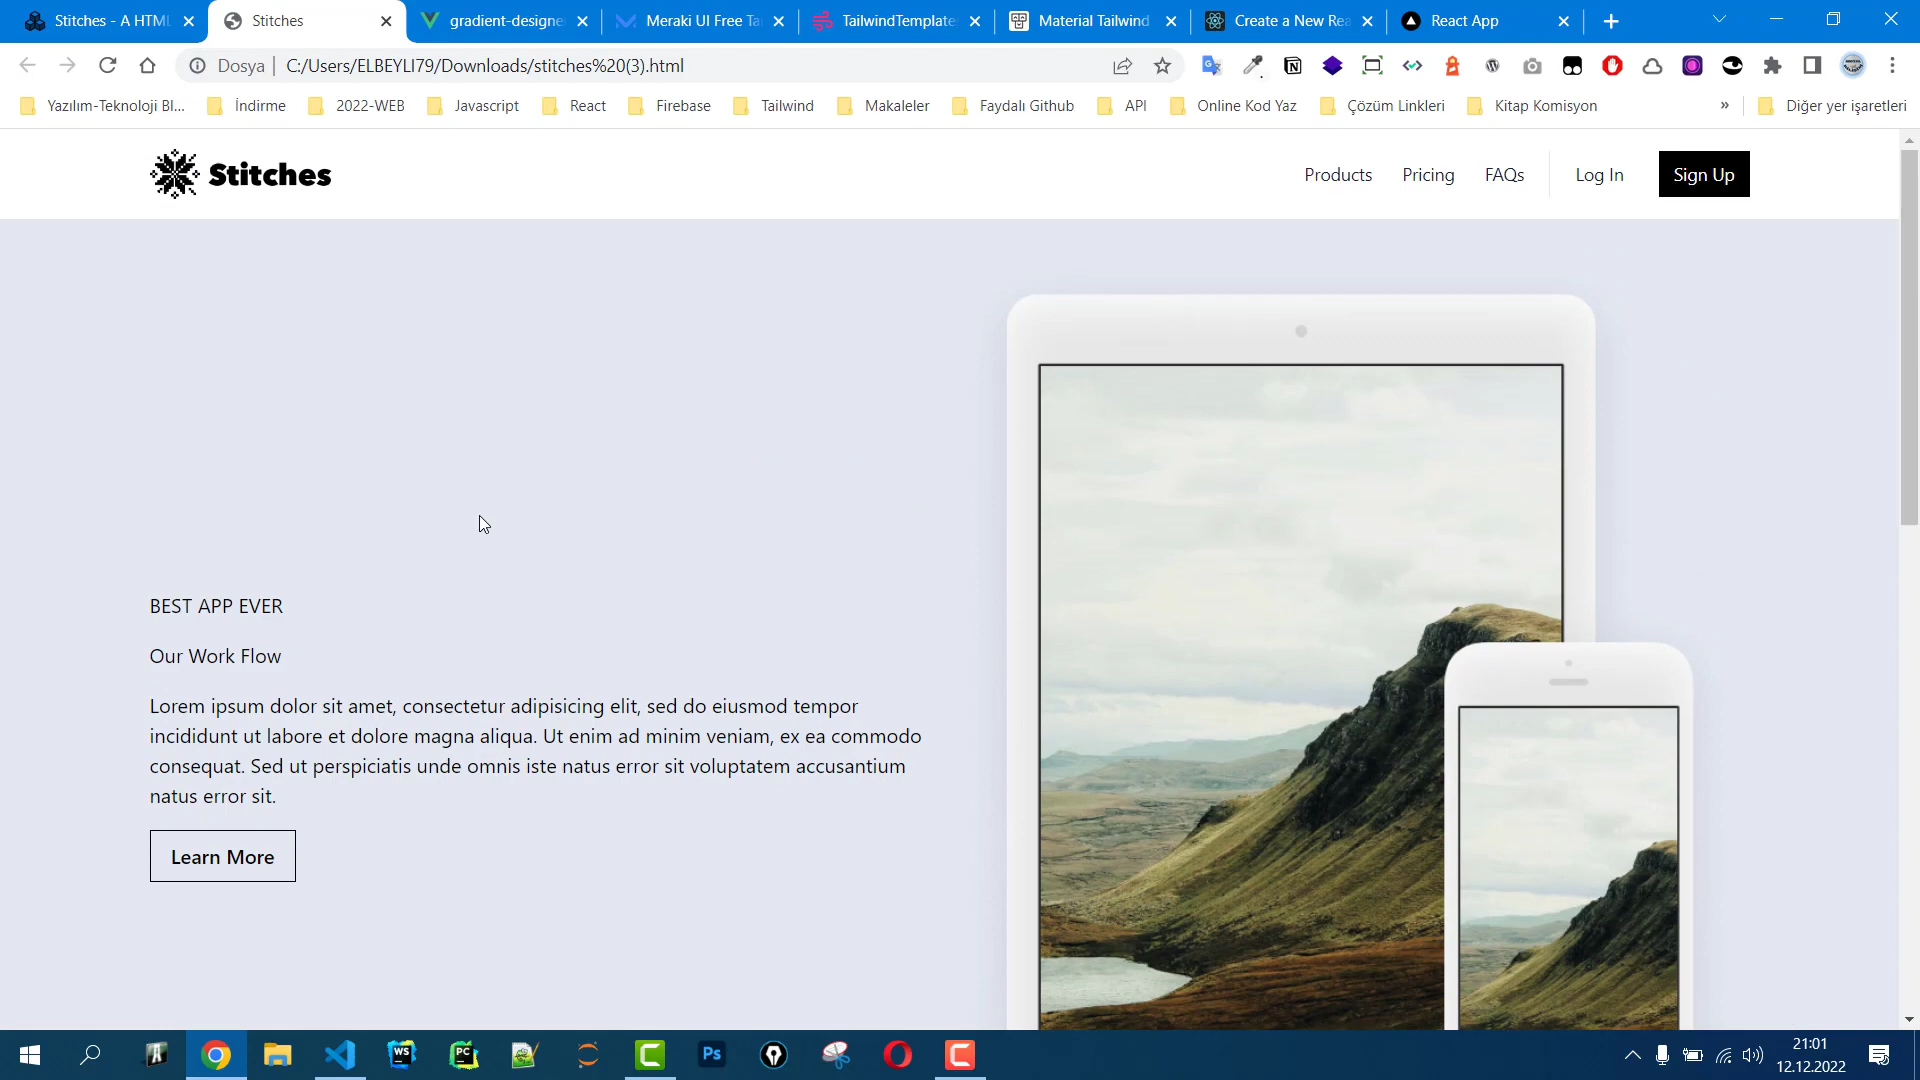 Stitches - A HTML
Stitches
gradient-designe
Meraki UI Free Ta
TailwindTemplate
Material Tailwind
Create a New Rea
React App
Dosya | C:/Users/ELBEYLI79/Downloads/stitches%20(3).html
Yazılım-Teknoloji Bl...
İndirme
2022-WEB
Javascript
React
Firebase
Tailwind
Makaleler
Faydalı Github
API
Online Kod Yaz
Çözüm Linkleri
Kitap Komisyon
»
Diğer yer işaretleri
Stitches
Products
Pricing
FAQs
Log In
Sign Up
BEST APP EVER
Our Work Flow
Lorem ipsum dolor sit amet, consectetur adipisicing elit, sed do eiusmod tempor
incididunt ut labore et dolore magna aliqua. Ut enim ad minim veniam, ex ea commodo
consequat. Sed ut perspiciatis unde omnis iste natus error sit voluptatem accusantium
natus error sit.
Learn More
WS
PC
Ps
21:01
12.12.2022